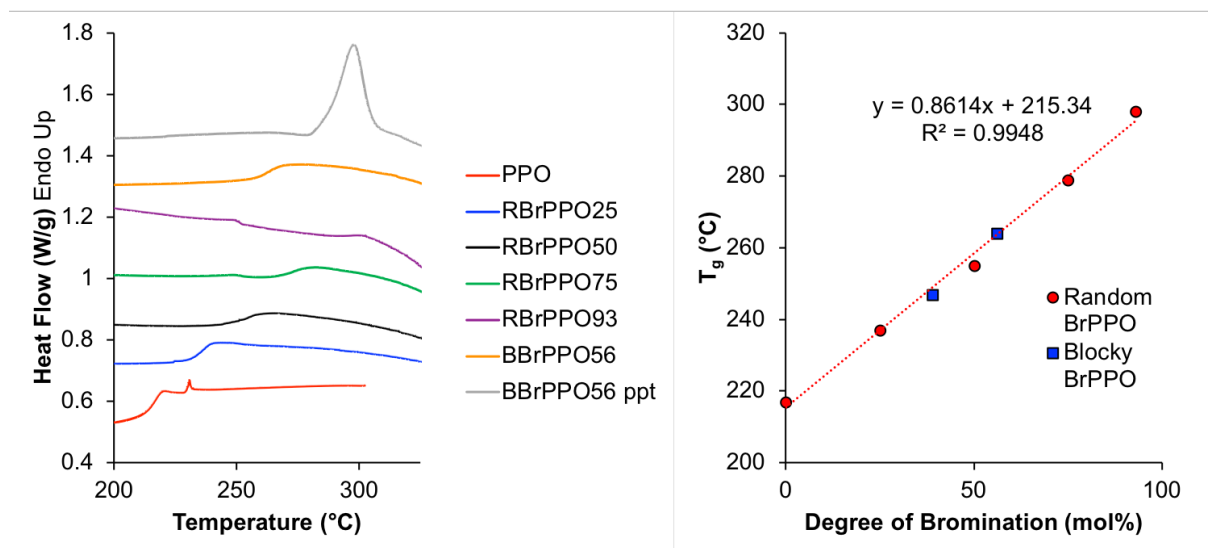 1.8
1.6
1.4
1.2
1
0.8
0.6
0.4
200
250
300
Heat Flow (W/g) Endo Up
Temperature (°C)
PPO
RBrPPO25
RBrPPO50
RBrPPO75
RBrPPO93
BBrPPO56
BBrPPO56 ppt
320
300
280
260
240
220
200
0
50
100
Tg (°C)
Degree of Bromination (mol%)
y = 0.8614x + 215.34
R² = 0.9948
Random
BrPPO
Blocky
BrPPO